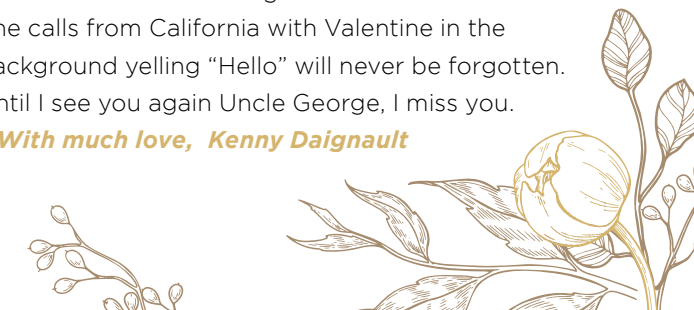 he calls from California with Valentine in the
ackground yelling “Hello” will never be forgotten.
ntil I see you again Uncle George, I miss you.
With much love,  Kenny Daignault